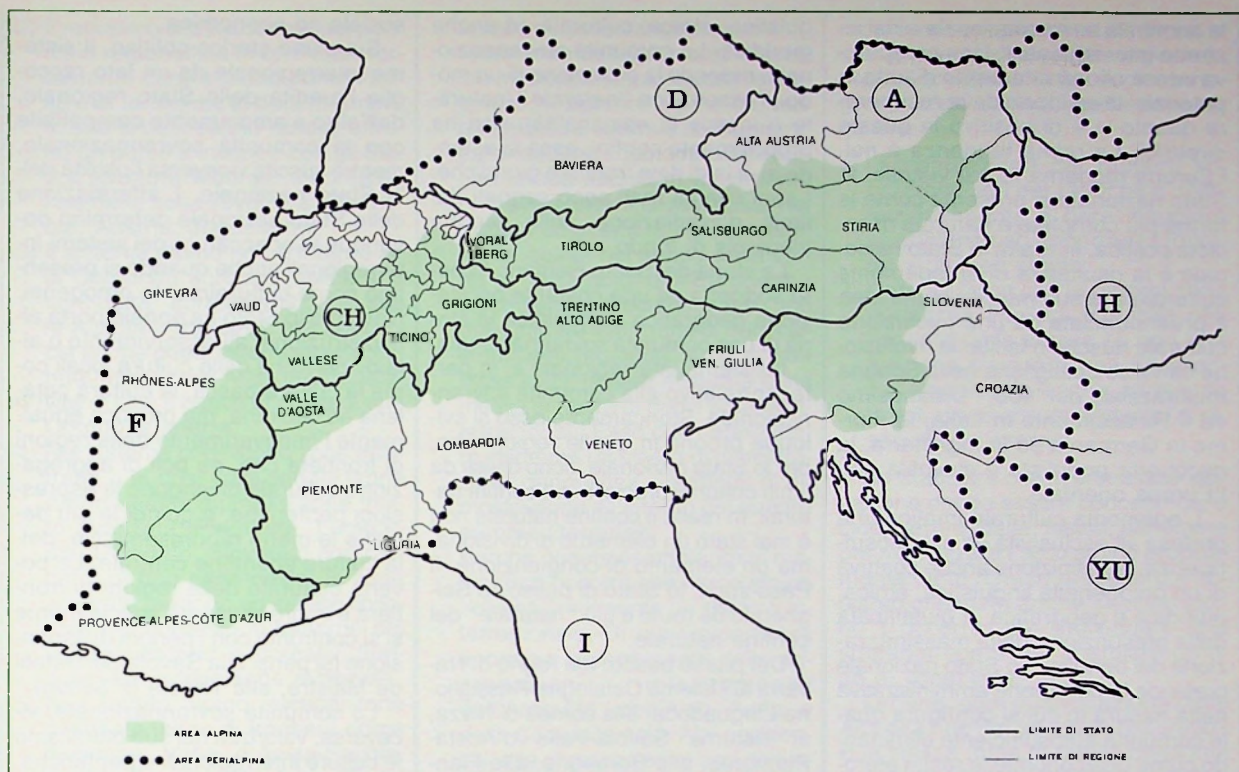 D
A
ALTA AUSTRIA
BAVIERA
VORAL
BERG
TIROLO
SALISBURGO
STIRIA
GINEVRA
VAUD
CH
GRIGIONI
TRENTINO
ALTO ADIGE
CARINZIA
SLOVENIA
H
VALLESE
TICINO
FRIULI
VEN. GIULIA
RHÔNES-ALPES
VALLE
D'AOSTA
CROAZIA
F
LOMBARDIA
VENETO
PIEMONTE
LIGURIA
YU
PROVENCE-ALPES-CÔTE D'AZUR
I
AREA ALPINA
AREA PERIALPINA
LIMITE DI STATO
LIMITE DI REGIONE